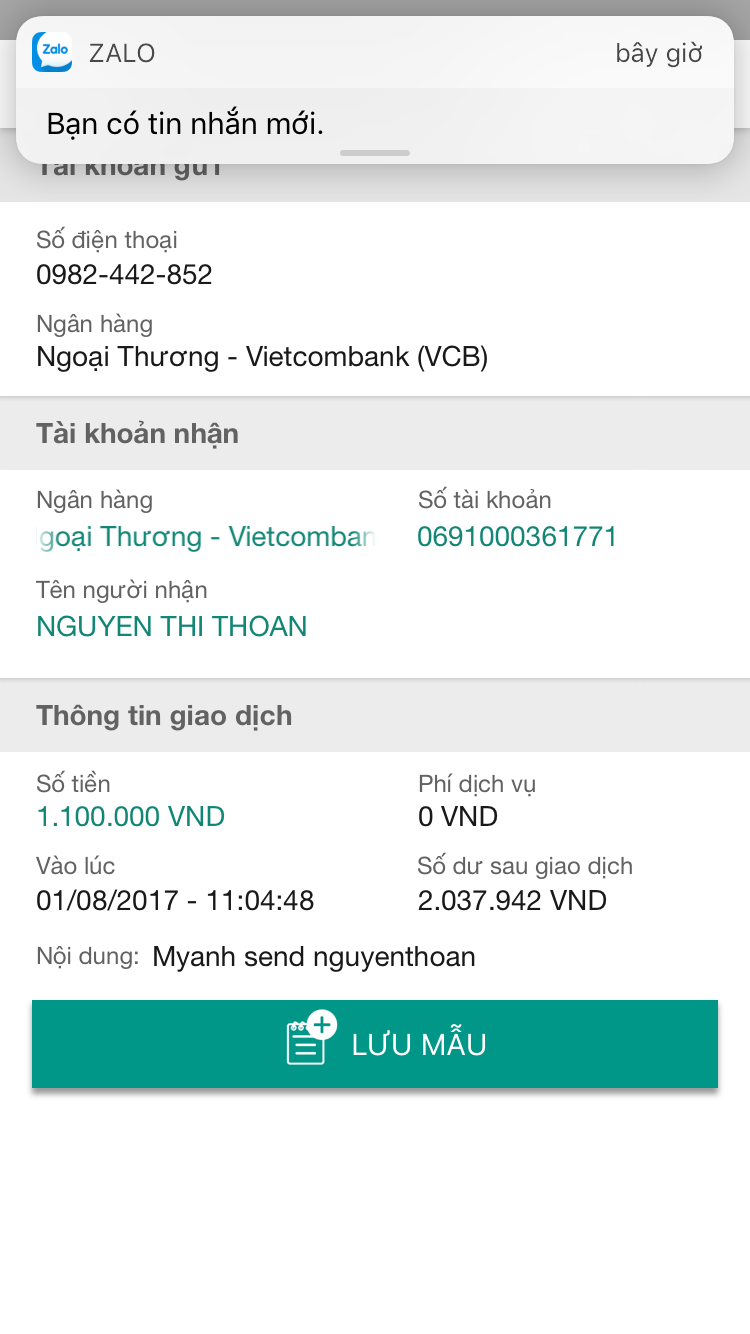 Zalo ZALO bây giờ
Bạn có tin nhắn mới.
Tài khoản gửi
Số điện thoại
0982-442-852
Ngân hàng
Ngoại Thương - Vietcombank (VCB)
Tài khoản nhận
Ngân hàng Số tài khoản
goại Thương - Vietcomban 0691000361771
Tên người nhận
NGUYEN THI THOAN
Thông tin giao dịch
Số tiền Phí dịch vụ
1.100.000 VND 0 VND
Vào lúc Số dư sau giao dịch
01/08/2017 - 11:04:48 2.037.942 VND
Nội dung: Myanh send nguyenthoan
LƯU MẪU